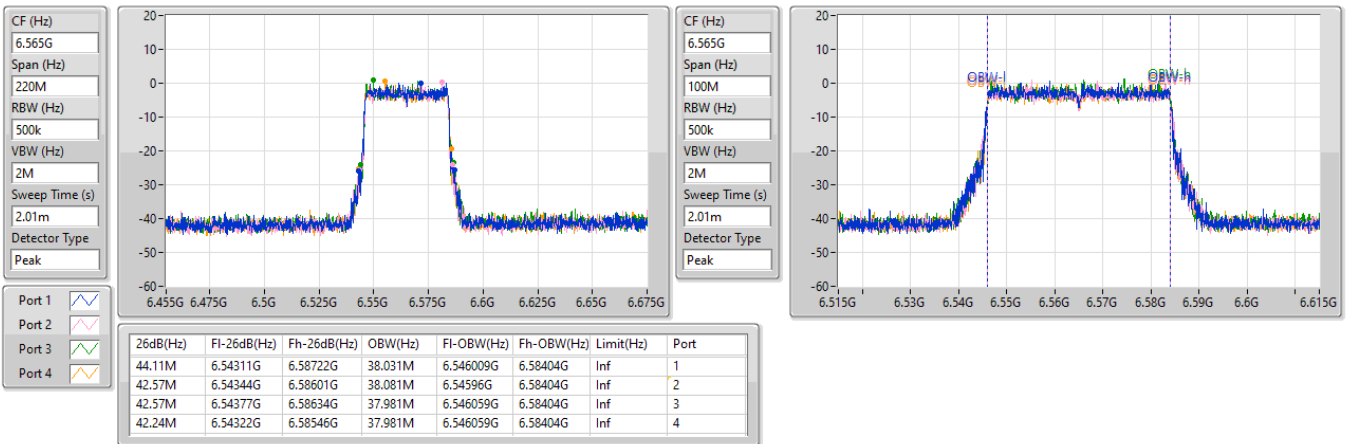 CF (Hz)
6.565G
Span (Hz)
220M
RBW (Hz)
500k
VBW (Hz)
2M
Sweep Time (s)
2.01m
Detector Type
Peak
20
10
0
-10
-20
-30
-40
-50
-60
6.455G 6.475G 6.5G 6.525G 6.55G 6.575G 6.6G 6.625G 6.65G 6.675G
CF (Hz)
6.565G
Span (Hz)
100M
RBW (Hz)
500k
VBW (Hz)
2M
Sweep Time (s)
2.01m
Detector Type
Peak
20
10
0
-10
-20
-30
-40
-50
-60
OBW-l OBW-h
6.515G 6.53G 6.54G 6.55G 6.56G 6.57G 6.58G 6.59G 6.6G 6.615G
Port 1
Port 2
Port 3
Port 4
26dB(Hz) Fl-26dB(Hz) Fh-26dB(Hz) OBW(Hz) Fl-OBW(Hz) Fh-OBW(Hz) Limit(Hz) Port
44.11M 6.54311G 6.58722G 38.031M 6.546009G 6.58404G Inf 1
42.57M 6.54344G 6.58601G 38.081M 6.54596G 6.58404G Inf 2
42.57M 6.54377G 6.58634G 37.981M 6.546059G 6.58404G Inf 3
42.24M 6.54322G 6.58546G 37.981M 6.546059G 6.58404G Inf 4